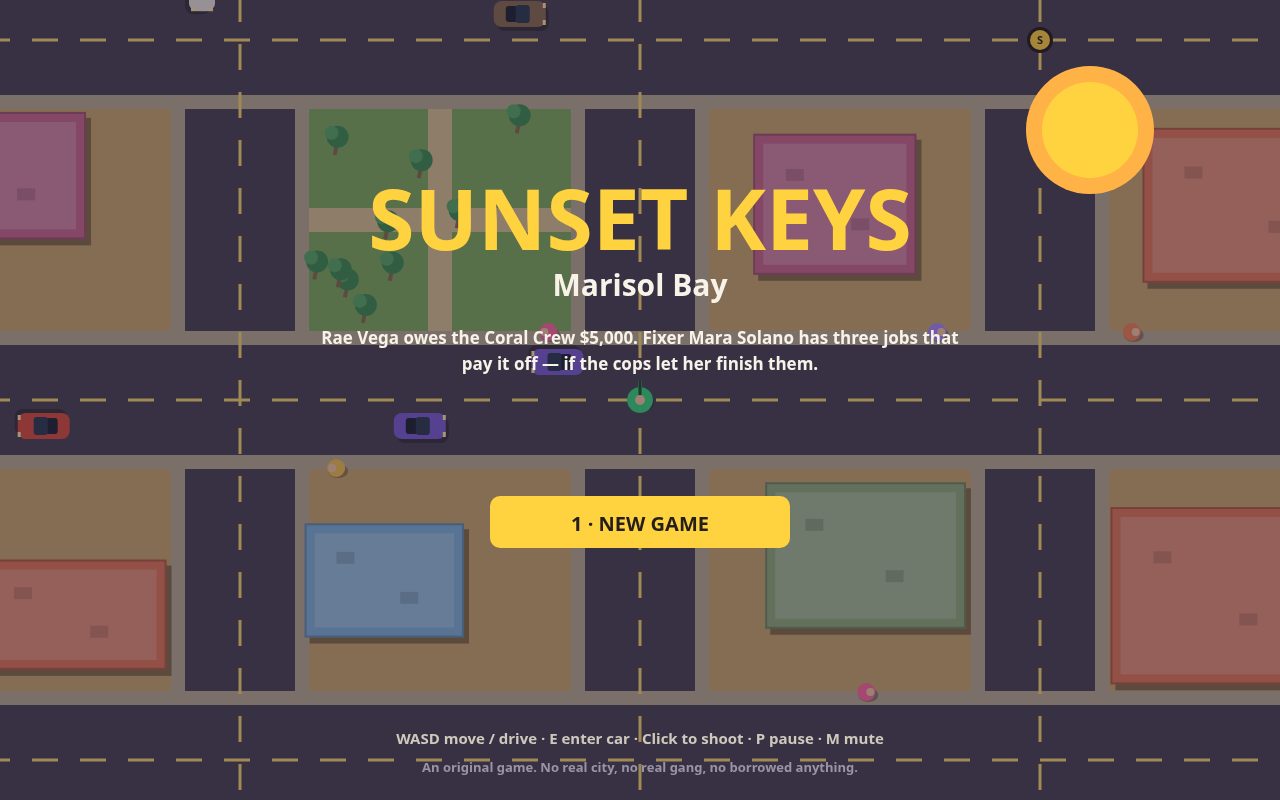 S
SUNSET KEYS
Marisol Bay
Rae Vega owes the Coral Crew $5,000. Fixer Mara Solano has three jobs that
pay it off — if the cops let her finish them.
1 · NEW GAME
WASD move / drive · E enter car · Click to shoot · P pause · M mute
An original game. No real city, no real gang, no borrowed anything.